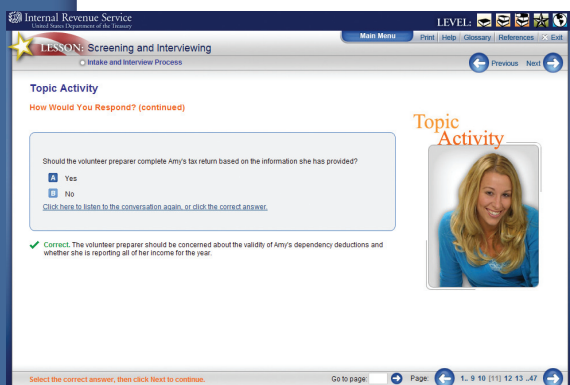 Internal Revenue Service
United States Department of the Treasury
LEVEL:
Main Menu
Print Help Glossary References Exit
LESSON: Screening and Interviewing
Intake and Interview Process
Previous Next
Topic Activity
How Would You Respond? (continued)
Topic
Activity
Should the volunteer preparer complete Amy's tax return based on the information she has provided?
A Yes
B No
Click here to listen to the conversation again, or click the correct answer.
Correct. The volunteer preparer should be concerned about the validity of Amy's dependency deductions and
whether she is reporting all of her income for the year.
Select the correct answer, then click Next to continue.
Go to page: Page: 1.. 9 10 [11] 12 13 ..47